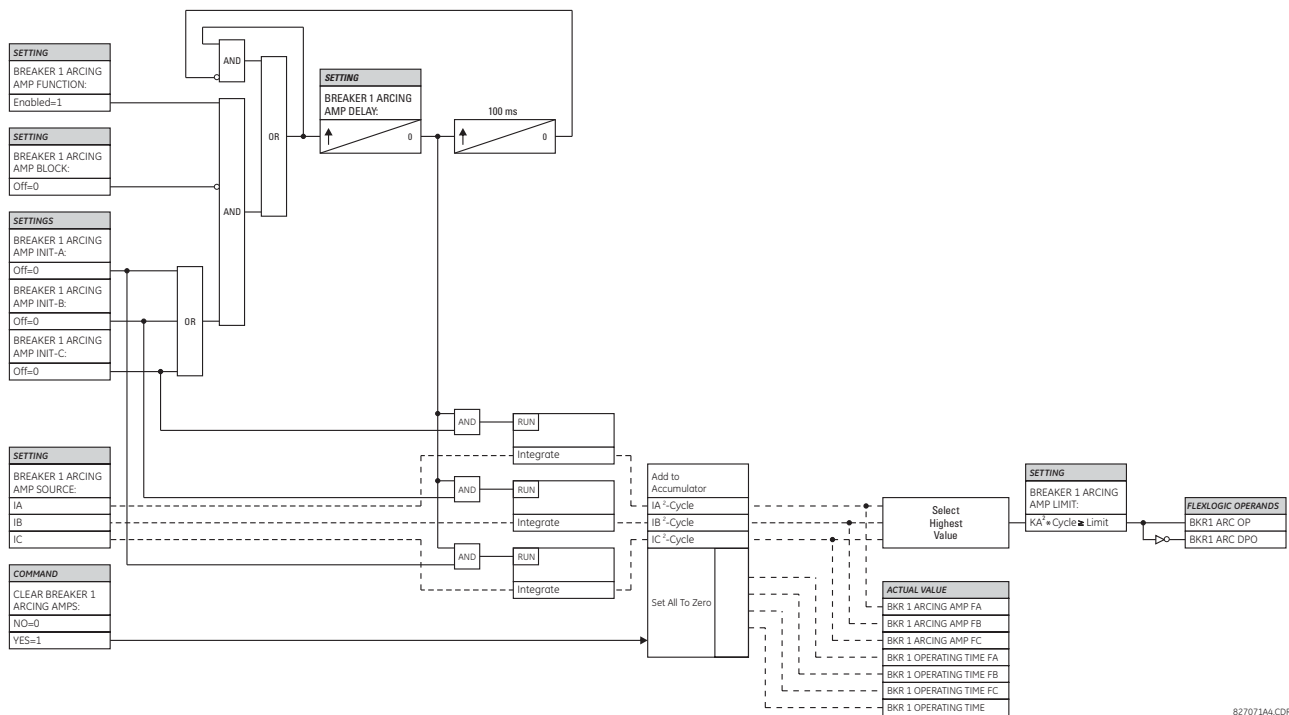 SETTING
BREAKER 1 ARCING
AMP FUNCTION:
Enabled=1
SETTING
BREAKER 1 ARCING
AMP BLOCK:
Off=0
SETTINGS
BREAKER 1 ARCING
AMP INIT-A:
Off=0
BREAKER 1 ARCING
AMP INIT-B:
Off=0
BREAKER 1 ARCING
AMP INIT-C:
Off=0
SETTING
BREAKER 1 ARCING
AMP SOURCE:
IA
IB
IC
COMMAND
CLEAR BREAKER 1
ARCING AMPS:
NO=0
YES=1
AND
OR
AND
OR
SETTING
BREAKER 1 ARCING
AMP DELAY:
0
100 ms
0
AND
RUN
Integrate
AND
RUN
Integrate
AND
RUN
Integrate
Add to
Accumulator
IA²-Cycle
IB²-Cycle
IC²-Cycle
Set All To Zero
Select
Highest
Value
SETTING
BREAKER 1 ARCING
AMP LIMIT:
KA²*Cycle≥Limit
FLEXLOGIC OPERANDS
BKR1 ARC OP
BKR1 ARC DPO
ACTUAL VALUE
BKR 1 ARCING AMP FA
BKR 1 ARCING AMP FB
BKR 1 ARCING AMP FC
BKR 1 OPERATING TIME FA
BKR 1 OPERATING TIME FB
BKR 1 OPERATING TIME FC
BKR 1 OPERATING TIME
827071A4.CDR